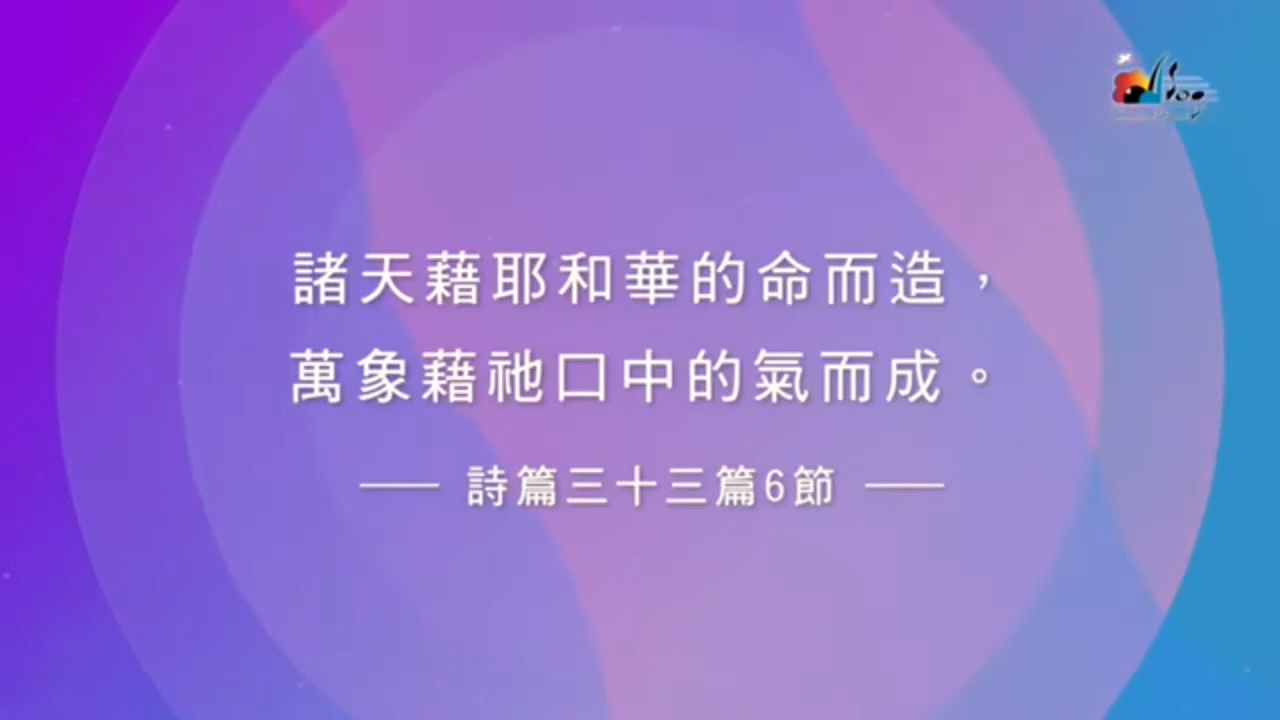 諸天藉耶和華的命而造，
萬象藉祂口中的氣而成。
詩篇三十三篇6節